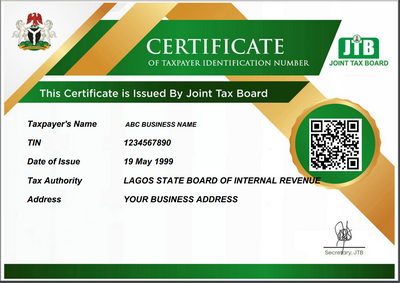 CERTIFICATE
OF TAXPAYER IDENTIFICATION NUMBER
JTB
JOINT TAX BOARD
This Certificate is Issued By Joint Tax Board
Taxpayer's Name ABC BUSINESS NAME
TIN 1234567890
Date of Issue 19 May 1999
Tax Authority LAGOS STATE BOARD OF INTERNAL REVENUE
Address YOUR BUSINESS ADDRESS
Secretary, JTB